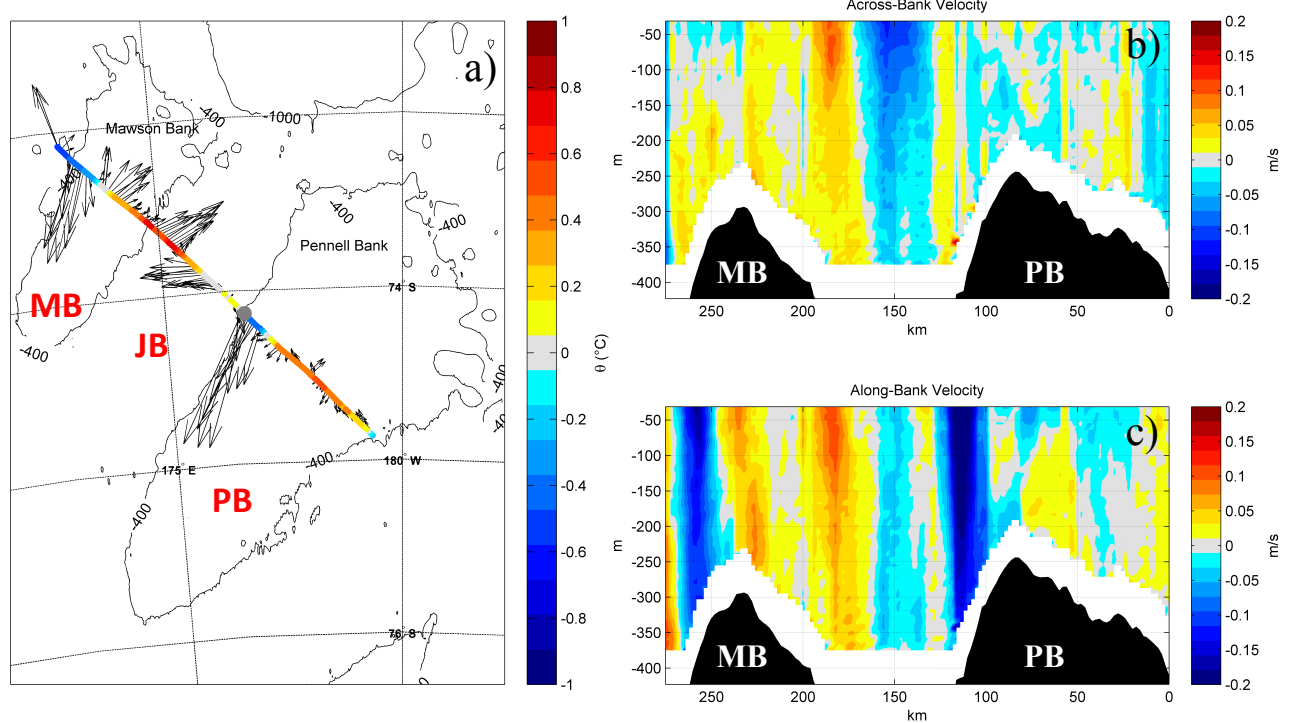 a)
Mawson Bank
-400
-1000
-400
-400
Pennell Bank
-400
MB
74 S
JB
-400
-400
-400
175° E
-400
180° W
PB
-400
76 S
1
0.8
0.6
0.4
0.2
0
-0.2
-0.4
-0.6
-0.8
-1
θ (°C)
Across-Bank Velocity
b)
-50
-100
-150
-200
-250
-300
-350
-400
m
MB
PB
250
200
150
100
50
0
km
0.2
0.15
0.1
0.05
0
-0.05
-0.1
-0.15
-0.2
m/s
Along-Bank Velocity
c)
-50
-100
-150
-200
-250
-300
-350
-400
m
MB
PB
250
200
150
100
50
0
km
0.2
0.15
0.1
0.05
0
-0.05
-0.1
-0.15
-0.2
m/s